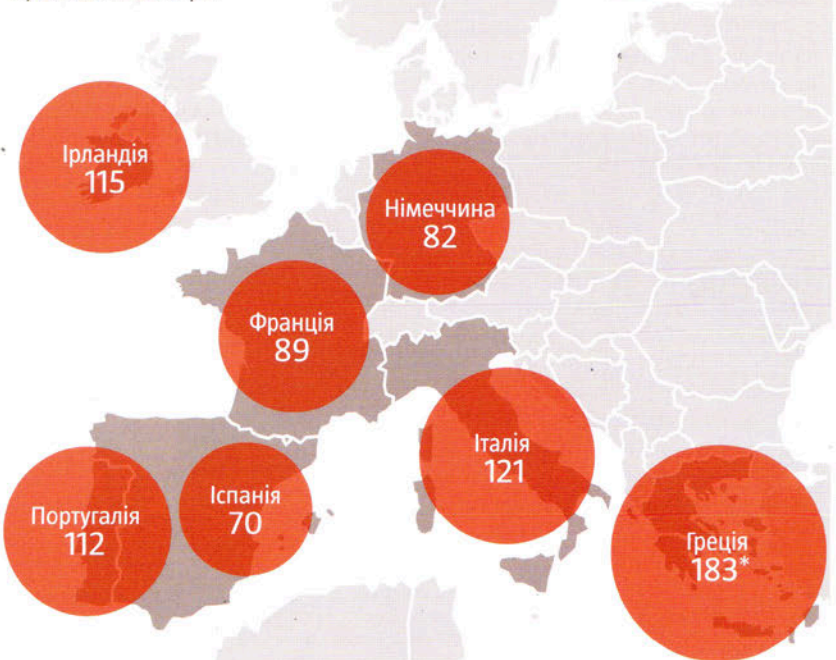 Ірландія
115
Німеччина
82
Франція
89
Італія
121
Іспанія
70
Португалія
112
Греція
183*